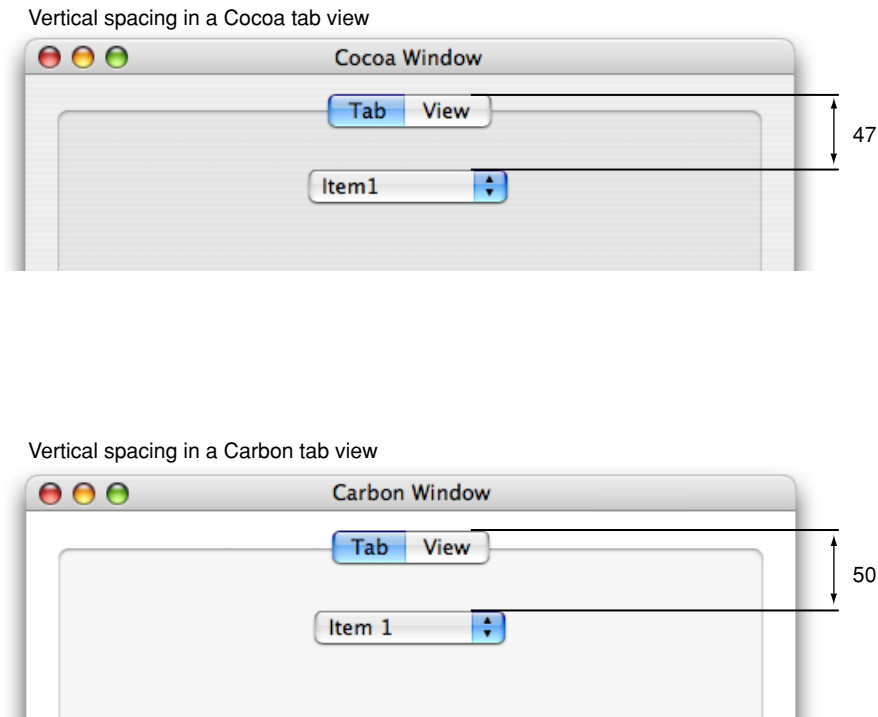 Vertical spacing in a Cocoa tab view
Cocoa Window
Tab View
47
Item1
Vertical spacing in a Carbon tab view
Carbon Window
Tab View
50
Item 1